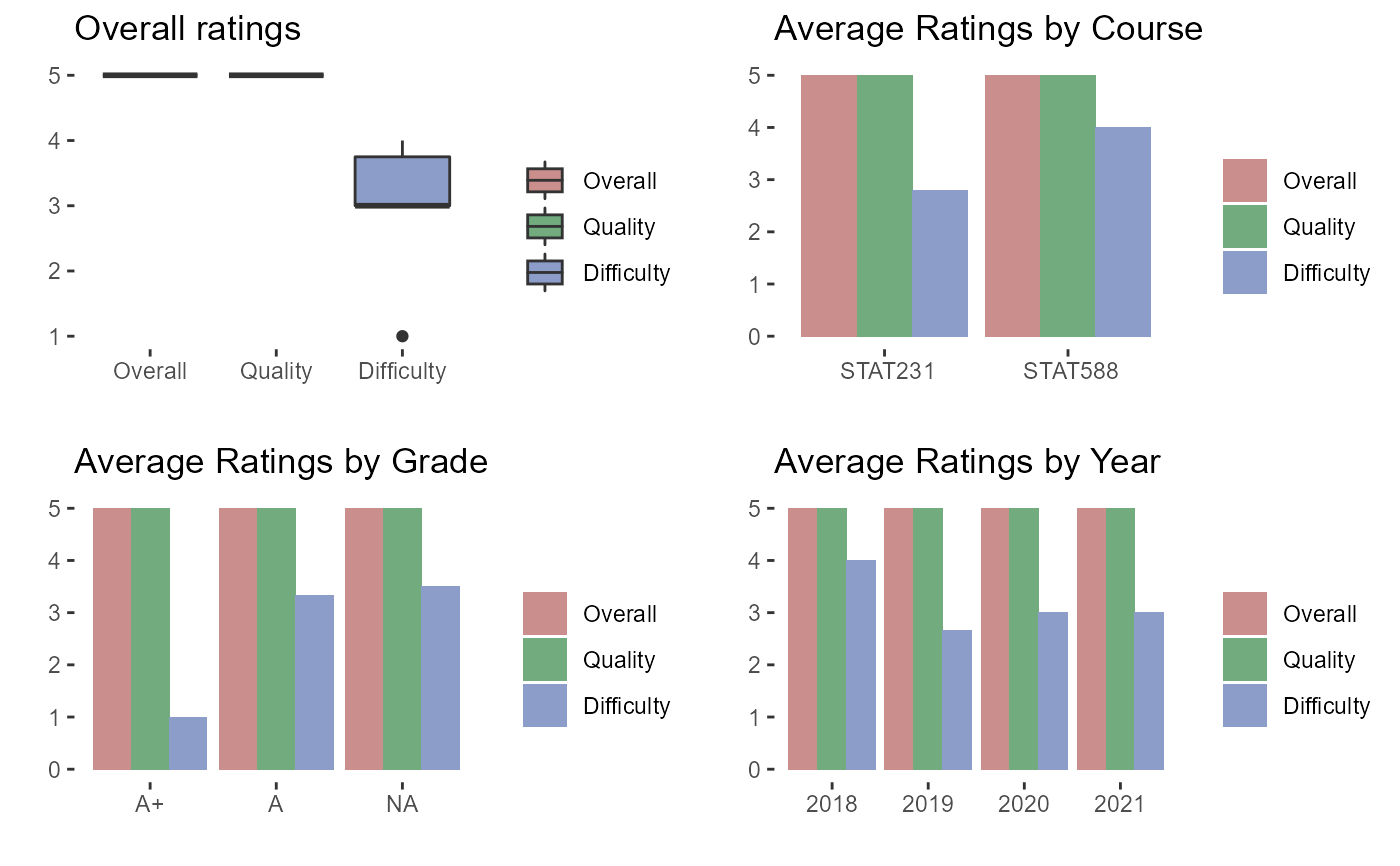 Overall ratings
5
4
3
2
1
Overall Quality Difficulty
Overall
Quality
Difficulty
Average Ratings by Course
5
4
3
2
1
0
STAT231 STAT588
Overall
Quality
Difficulty
Average Ratings by Grade
5
4
3
2
1
0
A+ A NA
Overall
Quality
Difficulty
Average Ratings by Year
5
4
3
2
1
0
2018 2019 2020 2021
Overall
Quality
Difficulty